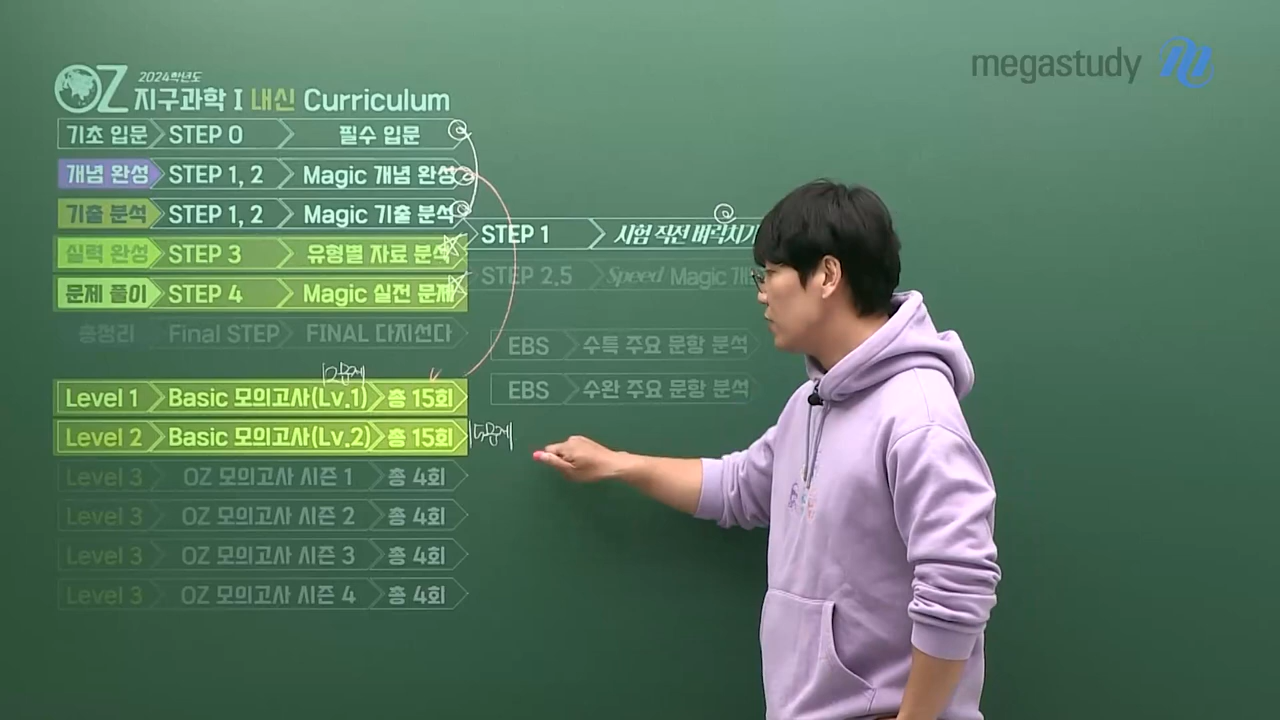 megastudy
2024학년도
OZ 지구과학 I 내신 Curriculum
기초 입문 STEP 0 필수 입문
개념 완성 STEP 1, 2 Magic 개념 완성
기출 분석 STEP 1, 2 Magic 기출 분석
STEP 1 시험 직전 벼락치기
실력 완성 STEP 3 유형별 자료 분석
STEP 2.5 Speed Magic
문제 풀이 STEP 4 Magic 실전 문제
총정리 Final STEP FINAL 다지선다
EBS 수특 주요 문항 분석
12문제
EBS 수완 주요 문항 분석
Level 1 Basic 모의고사(Lv.1) 총 15회
Level 2 Basic 모의고사(Lv.2) 총 15회 15문제
Level 3 OZ 모의고사 시즌 1 총 4회
Level 3 OZ 모의고사 시즌 2 총 4회
Level 3 OZ 모의고사 시즌 3 총 4회
Level 3 OZ 모의고사 시즌 4 총 4회